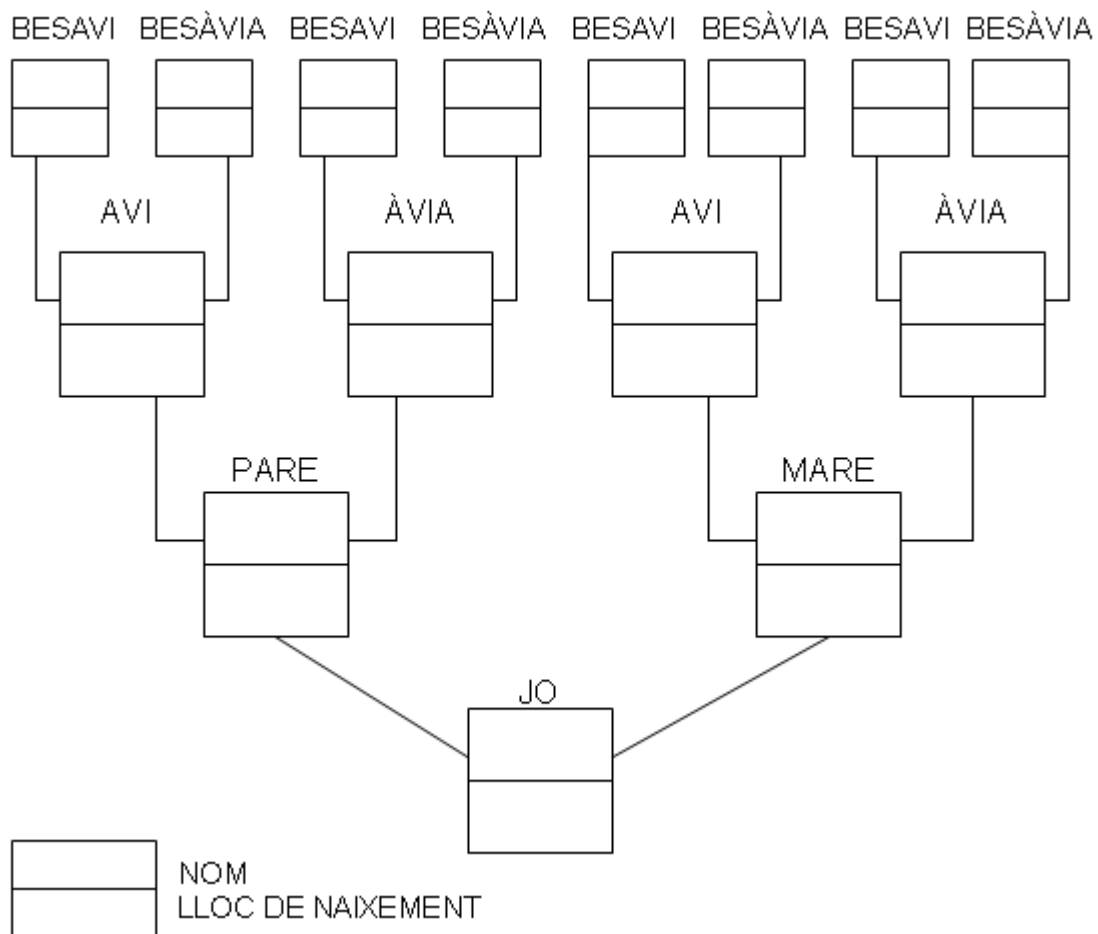 BESAVI BESÀVIA BESAVI BESÀVIA BESAVI BESÀVIA BESAVI BESÀVIA
AVI ÀVIA AVI ÀVIA
PARE MARE
JO
NOM
LLOC DE NAIXEMENT